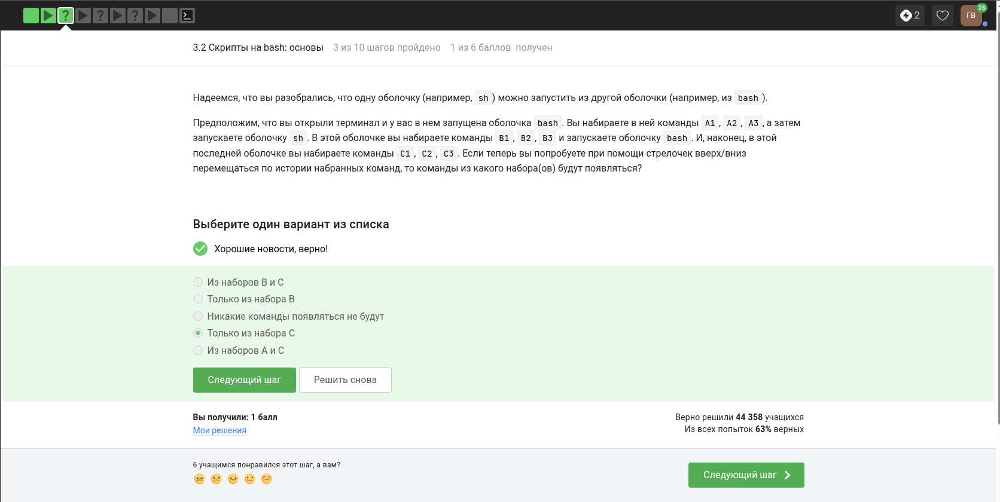 ? ? ?
2
ГВ
26
3.2 Скрипты на bash: основы 3 из 10 шагов пройдено 1 из 6 баллов получен
Надеемся, что вы разобрались, что одну оболочку (например, sh ) можно запустить из другой оболочки (например, из bash ).
Предположим, что вы открыли терминал и у вас в нем запущена оболочка bash . Вы набираете в ней команды A1 , A2 , A3 , а затем
запускаете оболочку sh . В этой оболочке вы набираете команды B1 , B2 , B3 и запускаете оболочку bash . И, наконец, в этой
последней оболочке вы набираете команды C1 , C2 , C3 . Если теперь вы попробуете при помощи стрелочек вверх/вниз
перемещаться по истории набранных команд, то команды из какого набора(ов) будут появляться?
Выберите один вариант из списка
Хорошие новости, верно!
Из наборов B и C
Только из набора B
Никакие команды появляться не будут
Только из набора C
Из наборов A и C
Следующий шаг Решить снова
Вы получили: 1 балл
Мои решения
Верно решили 44 358 учащихся
Из всех попыток 63% верных
6 учащимся понравился этот шаг, а вам?
Следующий шаг